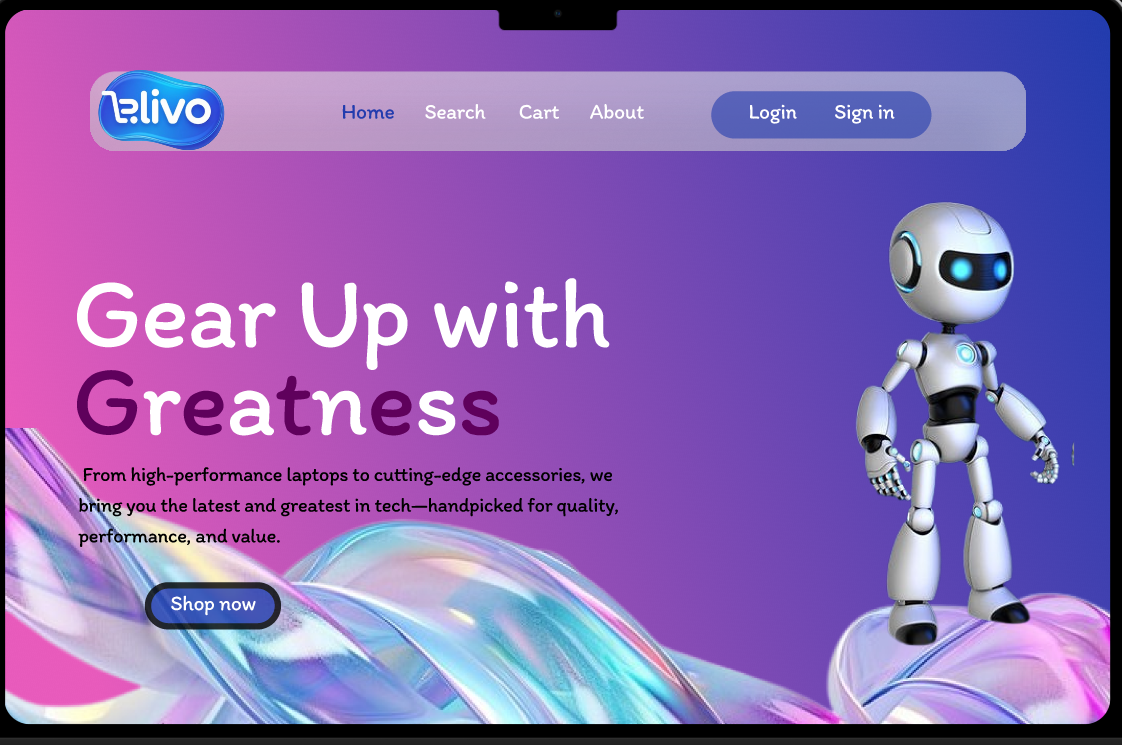 elivo
Home Search Cart About Login Sign in
Gear Up with
Greatness
From high-performance laptops to cutting-edge accessories, we
bring you the latest and greatest in tech—handpicked for quality,
performance, and value.
Shop now